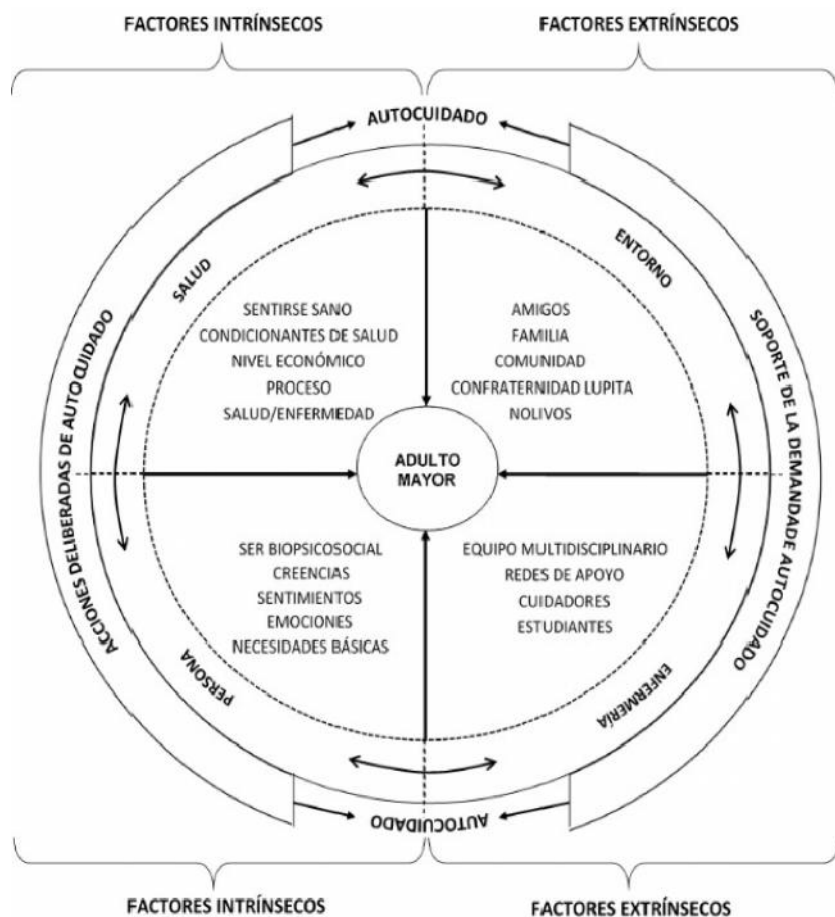 FACTORES INTRÍNSECOS
FACTORES EXTRÍNSECOS
AUTOCUIDADO
SALUD
ENTORNO
ACCIONES DELIBERADAS DE AUTOCUIDADO
SOPORTE DE LA DEMANDADE AUTOCUIDADO
SENTIRSE SANO
CONDICIONANTES DE SALUD
NIVEL ECONÓMICO
PROCESO
SALUD/ENFERMEDAD
AMIGOS
FAMILIA
COMUNIDAD
CONFRATERNIDAD LUPITA
NOLIVOS
ADULTO
MAYOR
SER BIOPSICOSOCIAL
CREENCIAS
SENTIMIENTOS
EMOCIONES
NECESIDADES BÁSICAS
EQUIPO MULTIDISCIPLINARIO
REDES DE APOYO
CUIDADORES
ESTUDIANTES
PERSONA
ENFERMERÍA
AUTOCUIDADO
FACTORES INTRÍNSECOS
FACTORES EXTRÍNSECOS